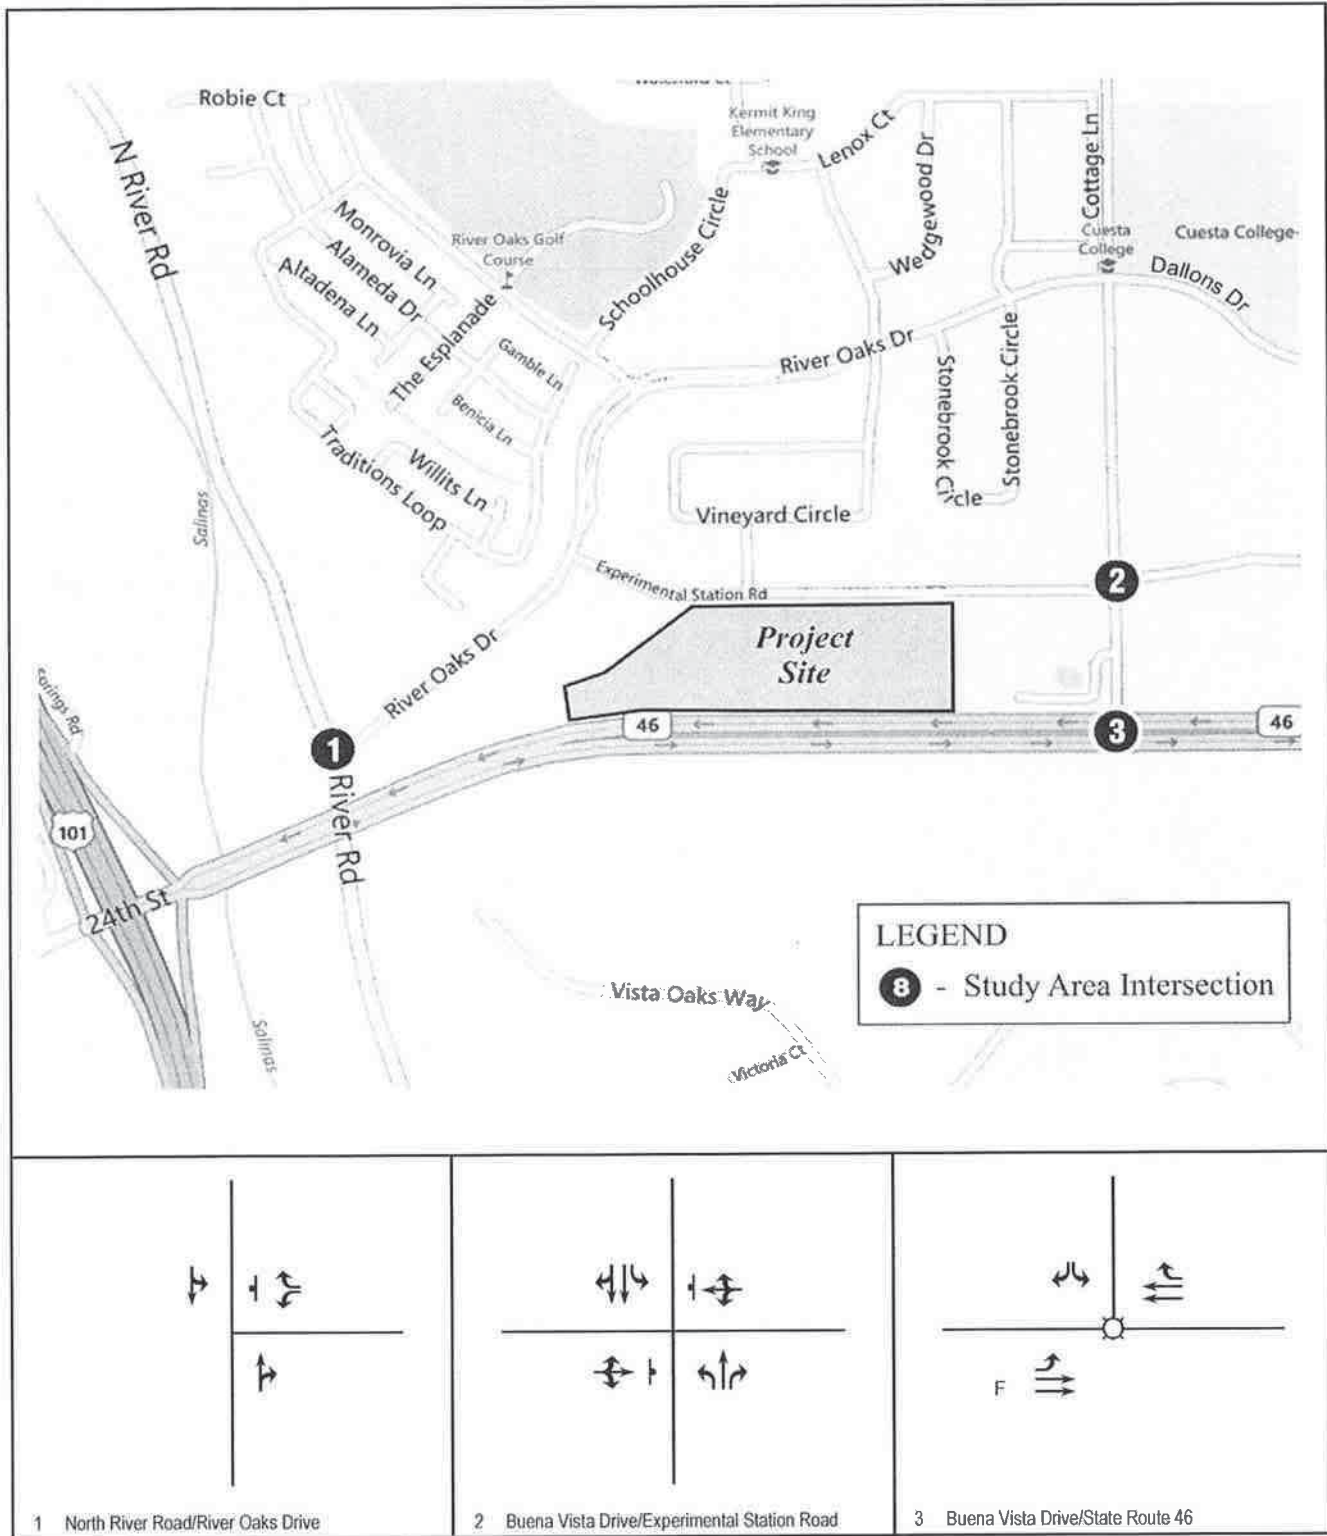 Robie Ct
Kermit King
Elementary
School
Lenox Ct
Cottage Ln
N River Rd
Wedgewood Dr
Monrovia Ln
River Oaks Golf
Course
Schoolhouse Circle
Cuesta
College
Cuesta College
Alameda Dr
Altadena Ln
Dallons Dr
The Esplanade
Gamble Ln
River Oaks Dr
Stonebrook Circle
Stonebrook Circle
Benicia Ln
Traditions Loop
Willits Ln
Salinas
Vineyard Circle
Experimental Station Rd
2
Project
Site
River Oaks Dr
46
46
3
1
River Rd
101
24th St
LEGEND
8 - Study Area Intersection
Vista Oaks Way
Victoria Ct
Salinas
F
1 North River Road/River Oaks Drive
2 Buena Vista Drive/Experimental Station Road
3 Buena Vista Drive/State Route 46